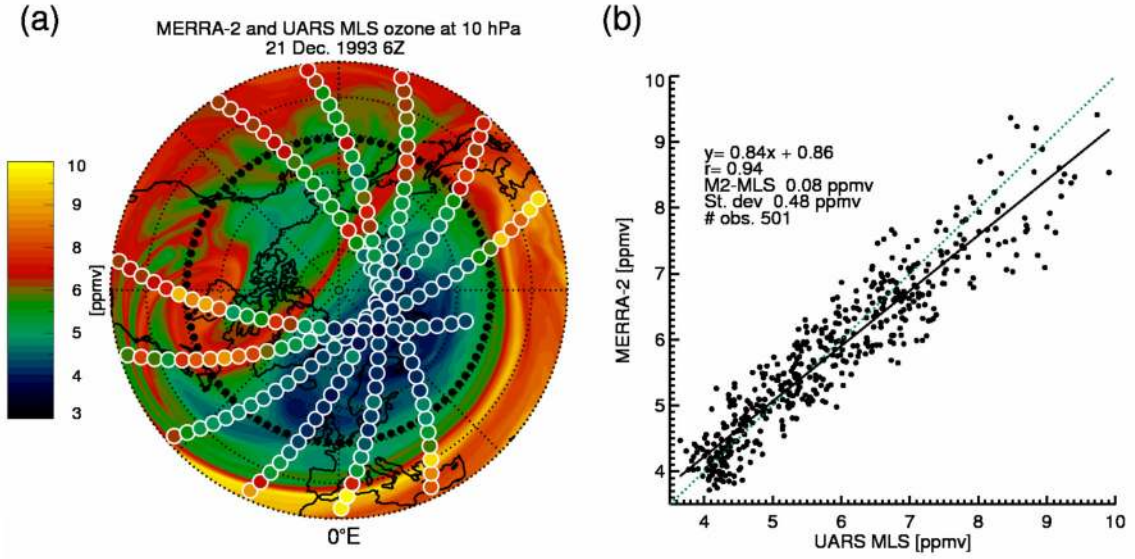 (a)
MERRA-2 and UARS MLS ozone at 10 hPa
21 Dec. 1993 6Z
10
9
8
7
6
5
4
3
[ppmv]
0°E
(b)
10
9
8
7
6
5
4
MERRA-2 [ppmv]
y= 0.84x + 0.86
r= 0.94
M2-MLS 0.08 ppmv
St. dev 0.48 ppmv
# obs. 501
4 5 6 7 8 9 10
UARS MLS [ppmv]